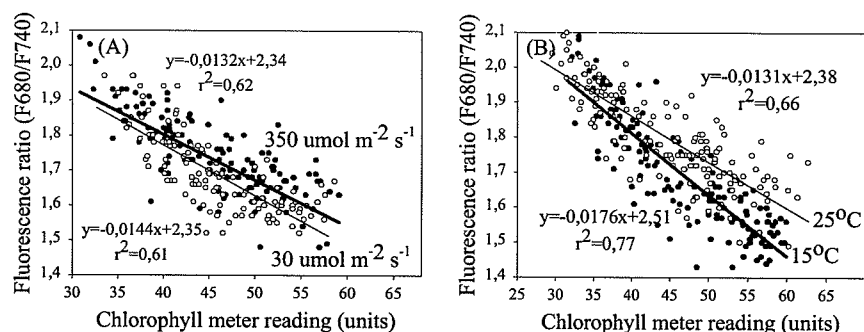 (A)
y=-0,0132x+2,34
r²=0,62
350 umol m⁻² s⁻¹
y=-0,0144x+2,35
r²=0,61
30 umol m⁻² s⁻¹
Fluorescence ratio (F680/F740)
2,1
2,0
1,9
1,8
1,7
1,6
1,5
1,4
30 35 40 45 50 55 60 65
Chlorophyll meter reading (units)
(B)
y=-0,0131x+2,38
r²=0,66
y=-0,0176x+2,51
r²=0,77
25°C
15°C
Fluorescence ratio (F680/F740)
2,1
2,0
1,9
1,8
1,7
1,6
1,5
1,4
25 30 35 40 45 50 55 60 65
Chlorophyll meter reading (units)